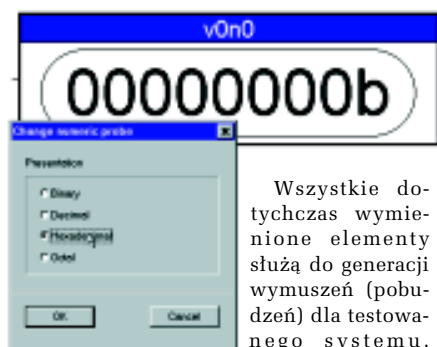 v0n0
00000000b
Change numeric probe
Presentation
Binary
Decimal
Hexadecimal
Octal
OK
Cancel
Wszystkie do-
tychczas wymie-
nione elementy
służą do generacji
wymuszeń (pobu-
dzeń) dla testowa-
nego systemu.